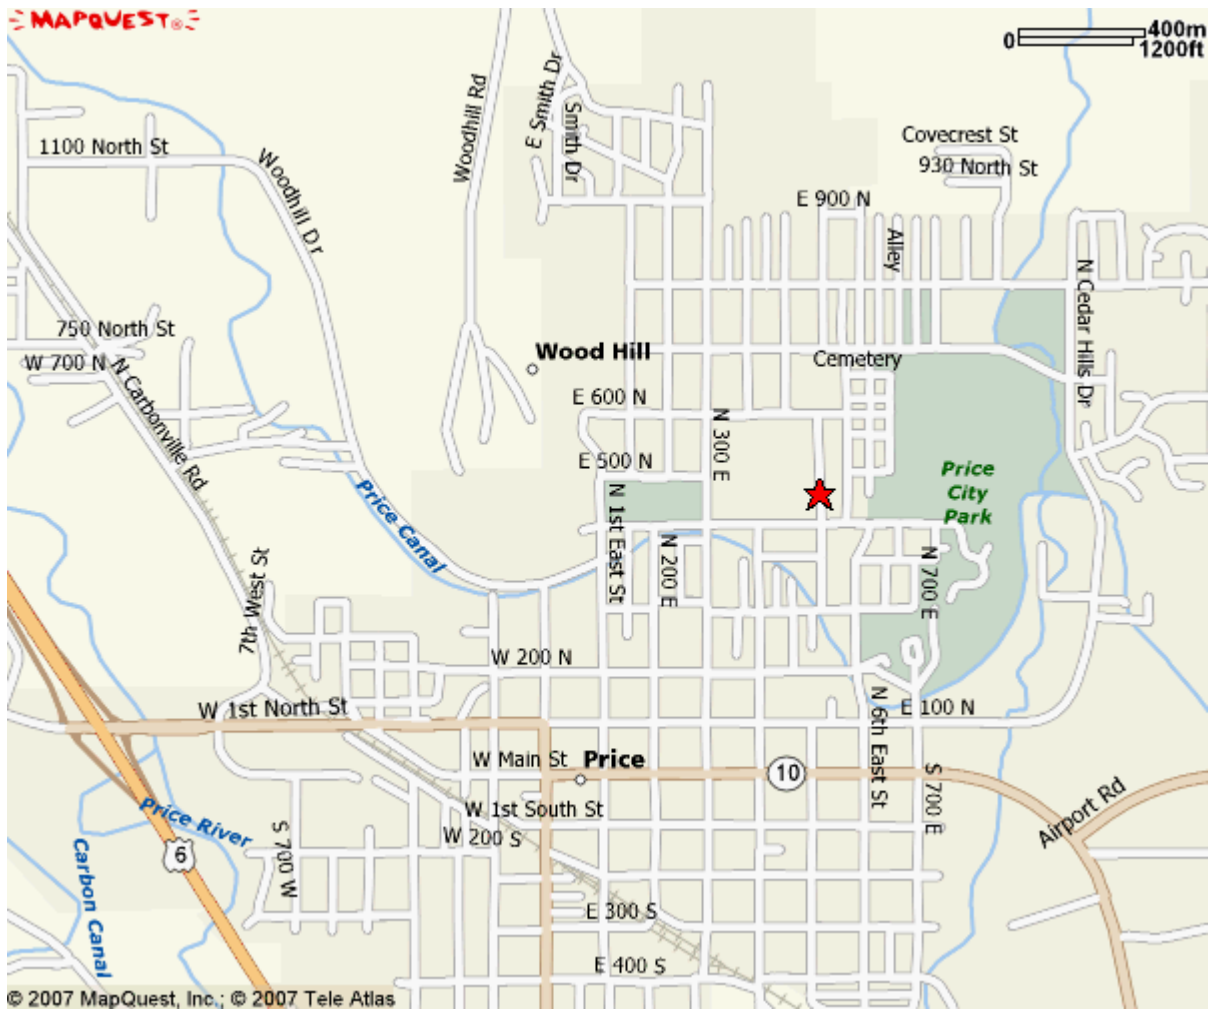 MAPQUEST®
400m
0
1200ft
Covecrest St
930 North St
1100 North St
Woodhill Rd
E Smith Dr
Smith Dr
Woodhill Dr
E 900 N
Alley
N Cedar Hills Dr
750 North St
W 700 N
N Carbonville Rd
Wood Hill
Cemetery
E 600 N
N 300 E
E 500 N
Price
City
Park
Price Canal
N 1st East St
N 200 E
N 700 E
7th West St
W 200 N
W 1st North St
N 6th East St
E 100 N
W Main St
Price
10
S 700 E
Airport Rd
W 1st South St
W 200 S
Price River
6
S 700 W
Carbon Canal
E 300 S
E 400 S
© 2007 MapQuest, Inc.; © 2007 Tele Atlas